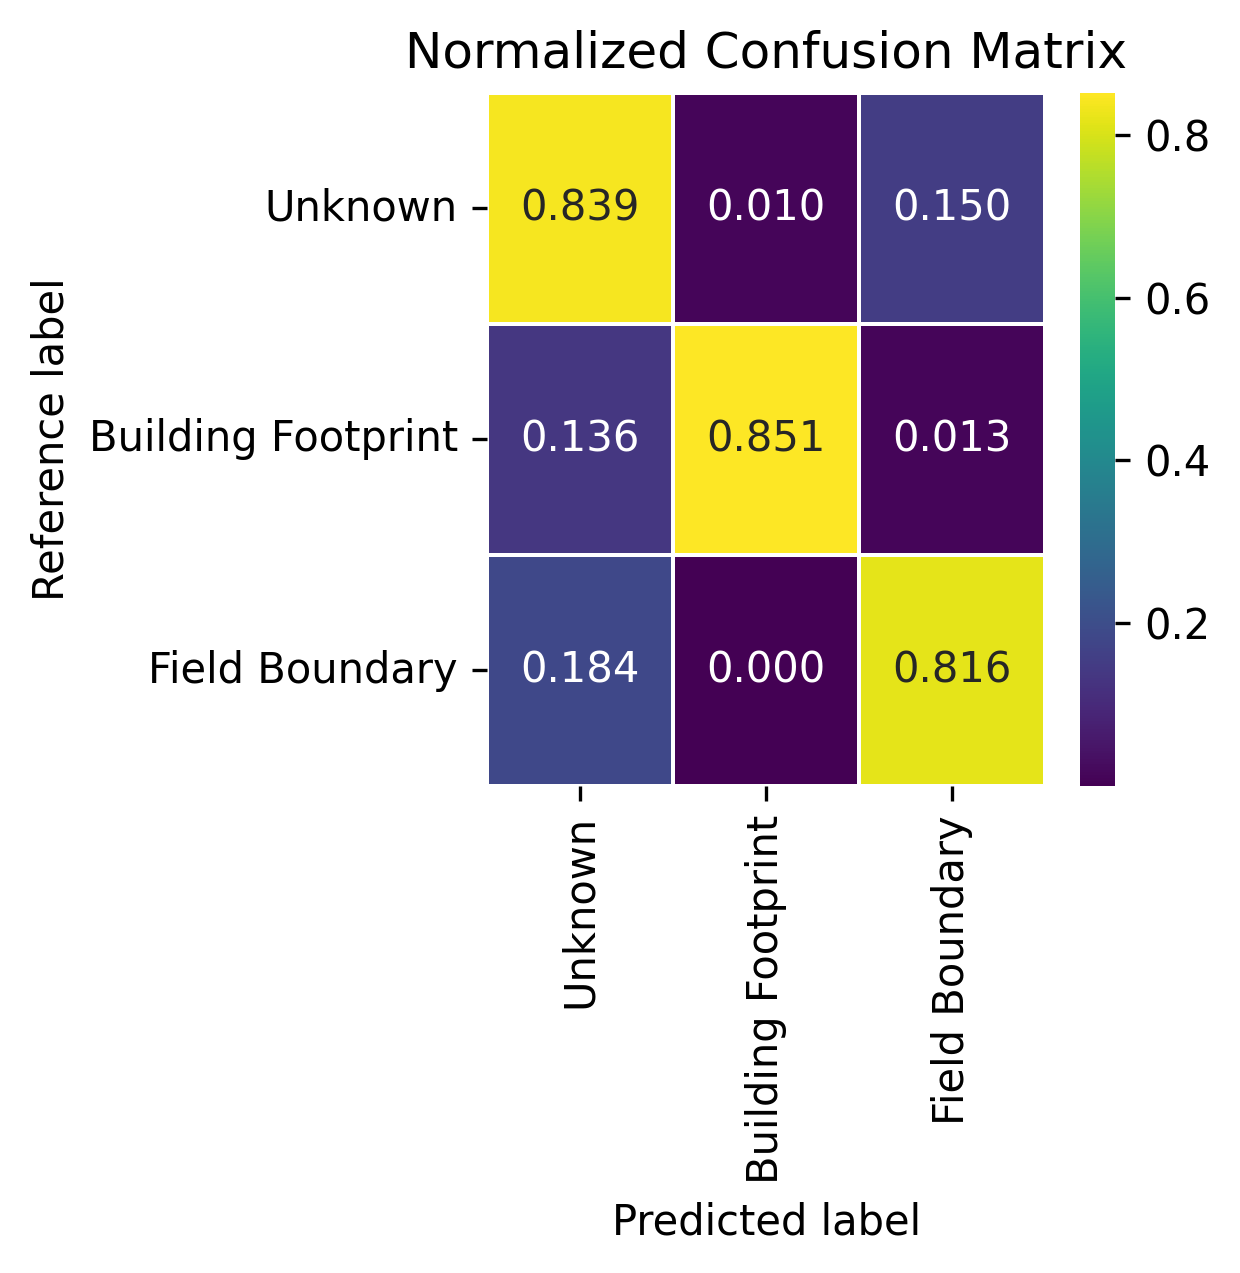 Normalized Confusion Matrix
Reference label
Unknown
0.839 0.010 0.150
Building Footprint
0.136 0.851 0.013
Field Boundary
0.184 0.000 0.816
0.8
0.6
0.4
0.2
Unknown
Building Footprint
Field Boundary
Predicted label